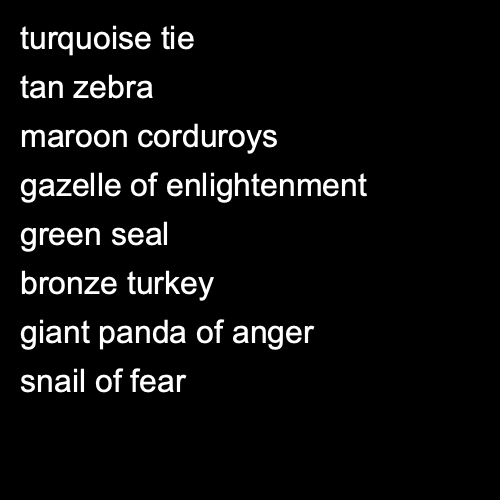 turquoise tie
tan zebra
maroon corduroys
gazelle of enlightenment
green seal
bronze turkey
giant panda of anger
snail of fear